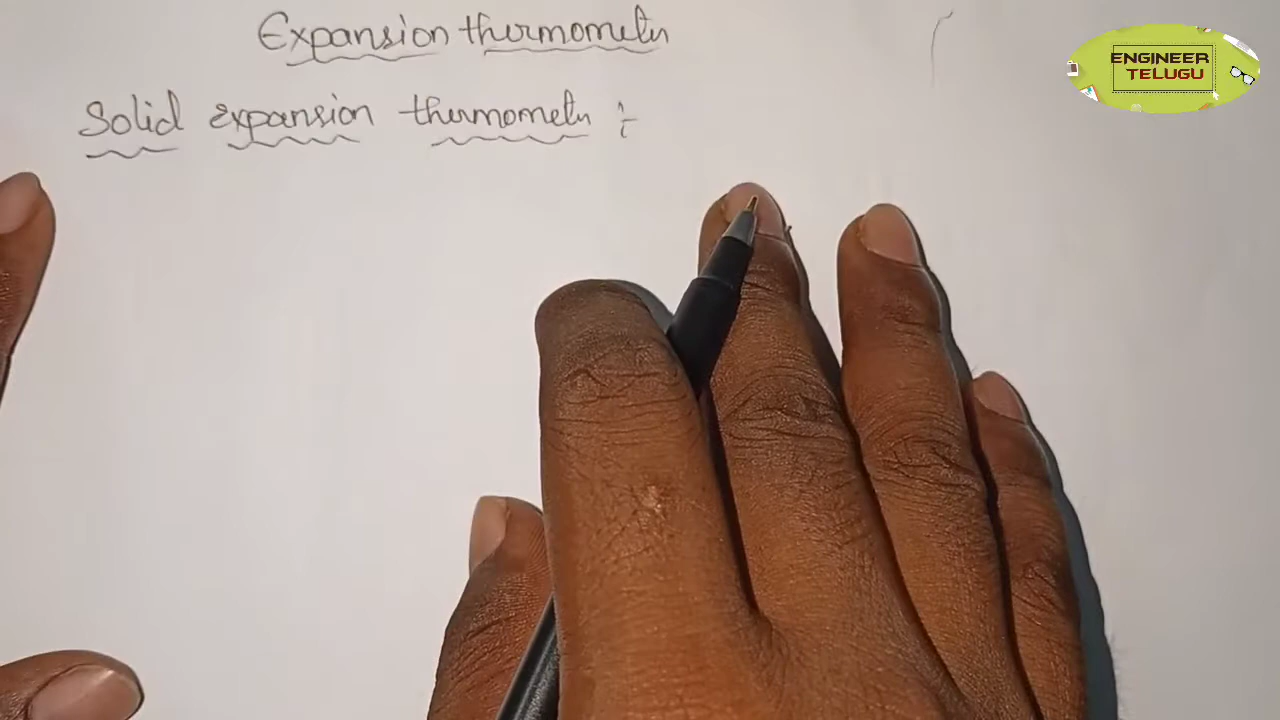 Expansion thermometer
Solid expansion thermometer :
ENGINEER
TELUGU